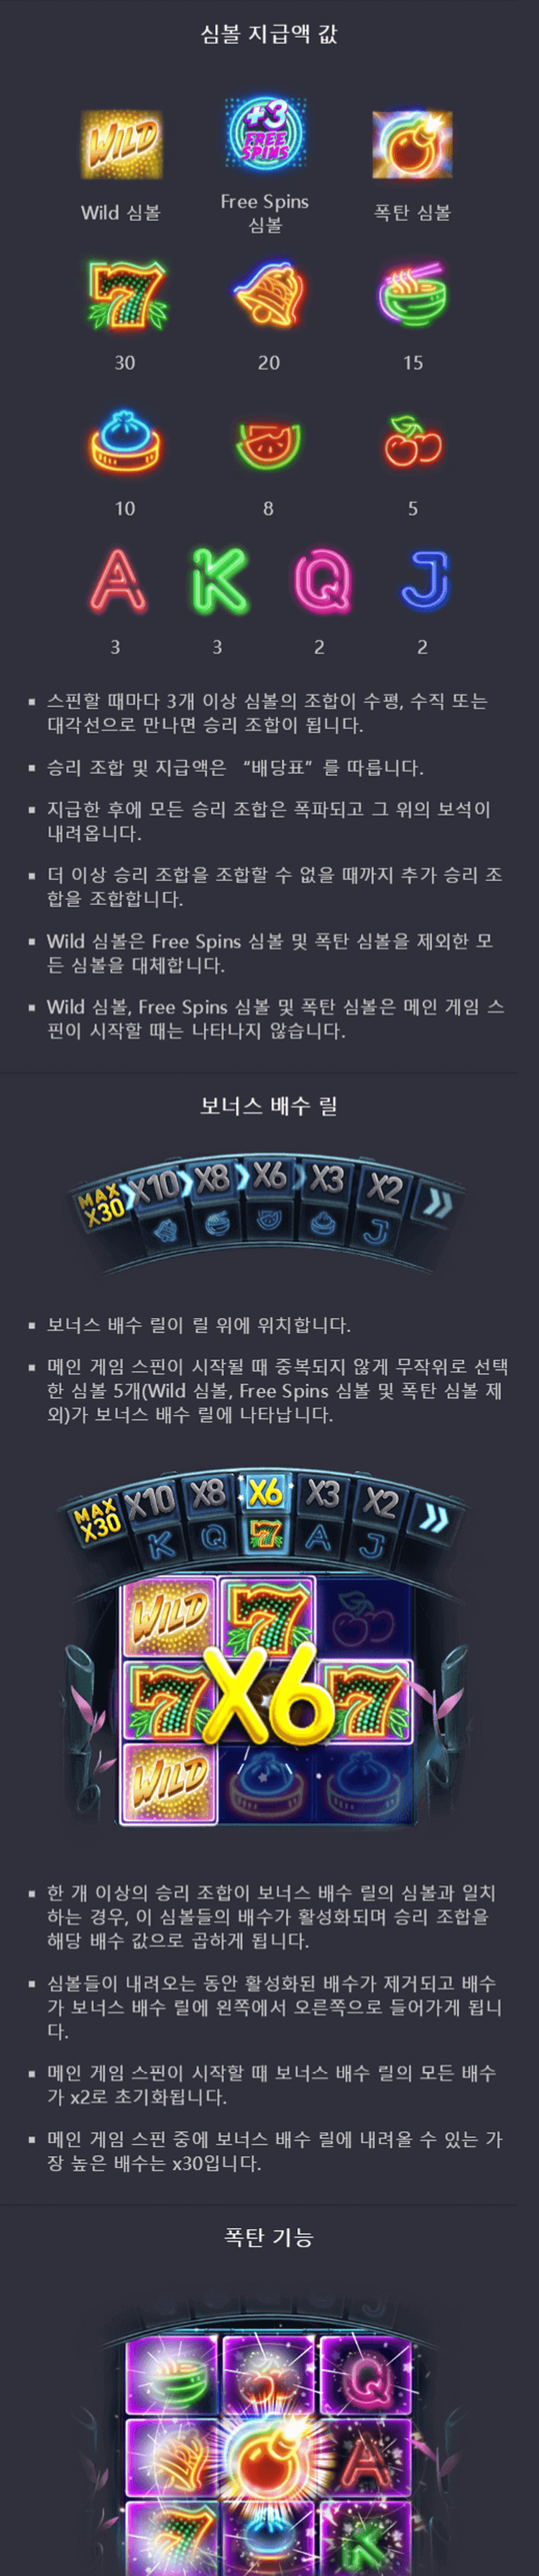 심볼 지급액 값
WILD
+3
FREE
SPINS
Wild 심볼
Free Spins
심볼
폭탄 심볼
7
30
20
15
10
8
5
A K Q J
3 3 2 2
▪ 스핀할 때마다 3개 이상 심볼의 조합이 수평, 수직 또는
대각선으로 만나면 승리 조합이 됩니다.
▪ 승리 조합 및 지급액은 “배당표” 를 따릅니다.
▪ 지급한 후에 모든 승리 조합은 폭파되고 그 위의 보석이
내려옵니다.
▪ 더 이상 승리 조합을 조합할 수 없을 때까지 추가 승리 조
합을 조합합니다.
▪ Wild 심볼은 Free Spins 심볼 및 폭탄 심볼을 제외한 모
든 심볼을 대체합니다.
▪ Wild 심볼, Free Spins 심볼 및 폭탄 심볼은 메인 게임 스
핀이 시작할 때는 나타나지 않습니다.
보너스 배수 릴
MAX
X30
X10 X8 X6 X3 X2
J
▪ 보너스 배수 릴이 릴 위에 위치합니다.
▪ 메인 게임 스핀이 시작될 때 중복되지 않게 무작위로 선택
한 심볼 5개(Wild 심볼, Free Spins 심볼 및 폭탄 심볼 제
외)가 보너스 배수 릴에 나타납니다.
MAX
X30
X10 X8 X6 X3 X2
K Q 7 A J
WILD 7
7 X6 7
WILD
▪ 한 개 이상의 승리 조합이 보너스 배수 릴의 심볼과 일치
하는 경우, 이 심볼들의 배수가 활성화되며 승리 조합을
해당 배수 값으로 곱하게 됩니다.
▪ 심볼들이 내려오는 동안 활성화된 배수가 제거되고 배수
가 보너스 배수 릴에 왼쪽에서 오른쪽으로 들어가게 됩니
다.
▪ 메인 게임 스핀이 시작할 때 보너스 배수 릴의 모든 배수
가 x2로 초기화됩니다.
▪ 메인 게임 스핀 중에 보너스 배수 릴에 내려올 수 있는 가
장 높은 배수는 x30입니다.
폭탄 기능
Q
A
7 K